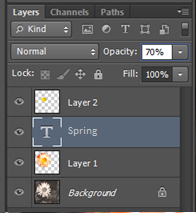 Layers Channels Paths
Kind
Normal Opacity: 70%
Lock: Fill: 100%
Layer 2
T Spring
Layer 1
Background